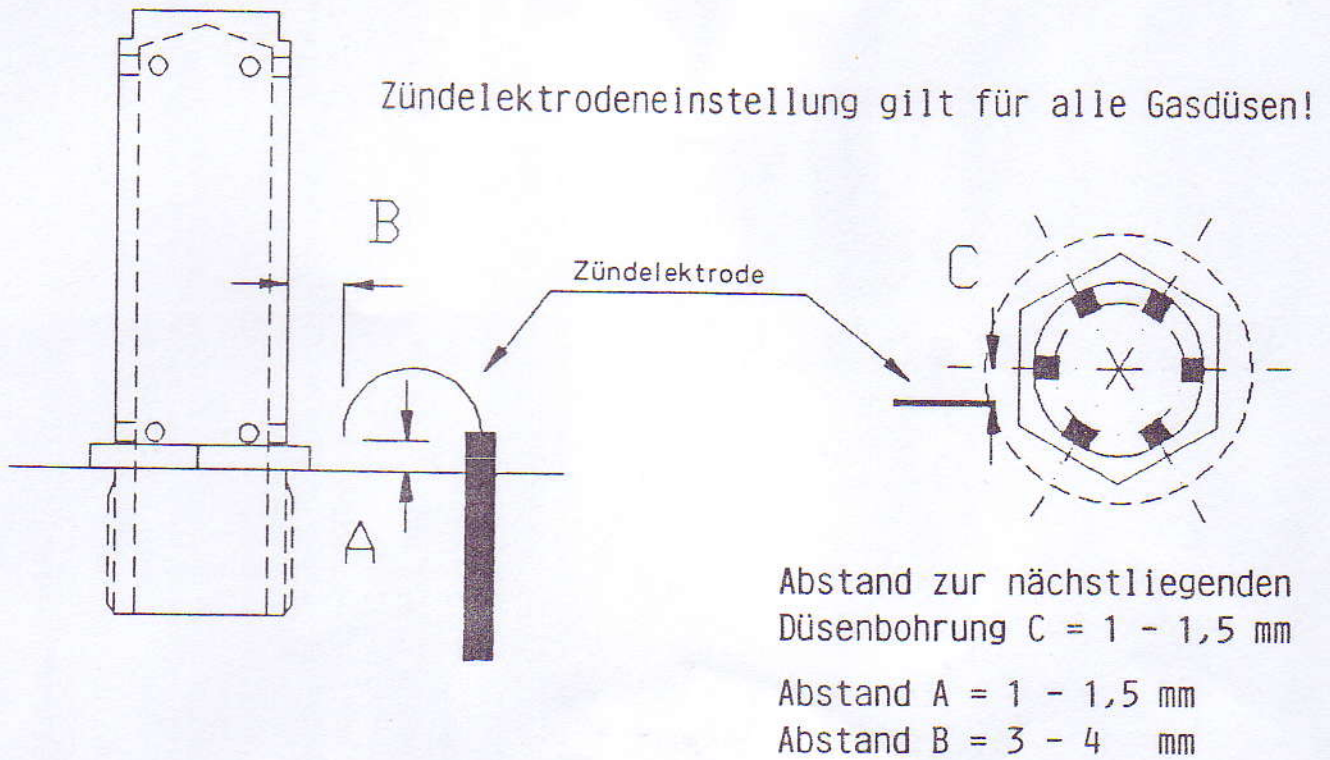 Zündelektrodeneinstellung gilt für alle Gasdüsen!
B
Zündelektrode
C
A
Abstand zur nächstliegenden
Düsenbohrung C = 1 - 1,5 mm
Abstand A = 1 - 1,5 mm
Abstand B = 3 - 4 mm